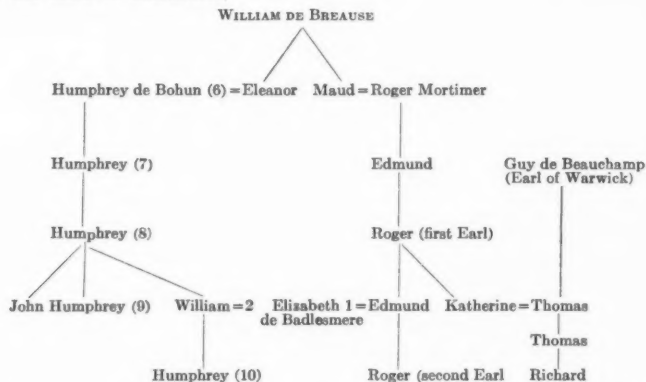 WILLIAM DE BREAUSE
Humphrey de Bohun (6)=Eleanor Maud=Roger Mortimer
Humphrey (7) Edmund Guy de Beauchamp
(Earl of Warwick)
Humphrey (8) Roger (first Earl)
John Humphrey (9) William=2 Elizabeth 1=Edmund Katherine=Thomas
de Badlesmere
Thomas
Humphrey (10) Roger (second Earl Richard